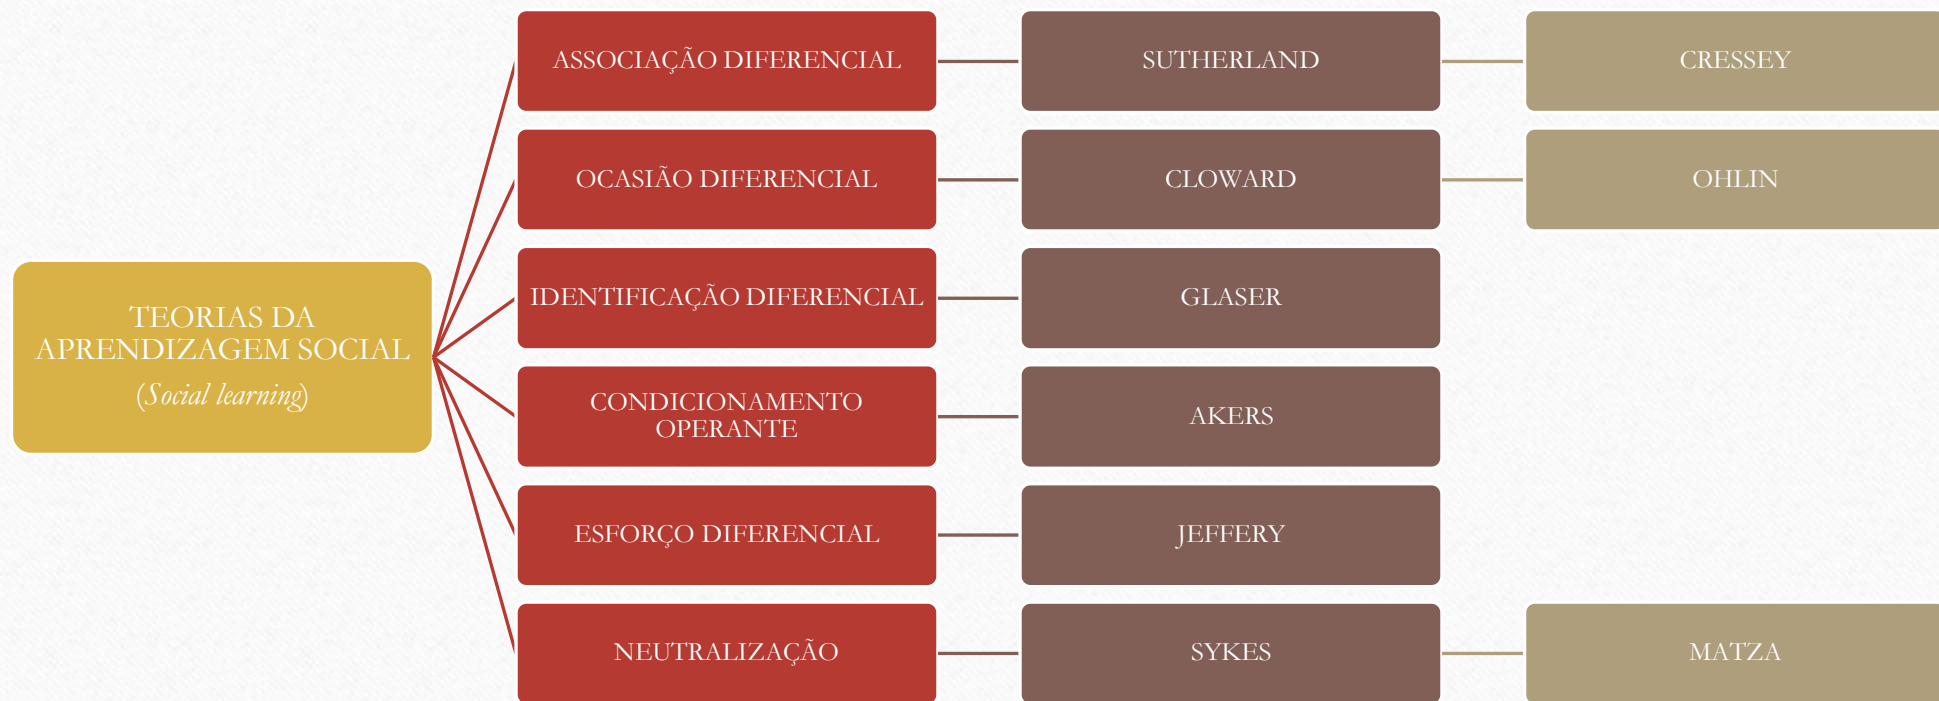 ASSOCIAÇÃO DIFERENCIAL
SUTHERLAND
CRESSEY
OCASIÃO DIFERENCIAL
CLOWARD
OHLIN
TEORIAS DA
APRENDIZAGEM SOCIAL
(Social learning)
IDENTIFICAÇÃO DIFERENCIAL
GLASER
CONDICIONAMENTO
OPERANTE
AKERS
ESFORÇO DIFERENCIAL
JEFFERY
NEUTRALIZAÇÃO
SYKES
MATZA